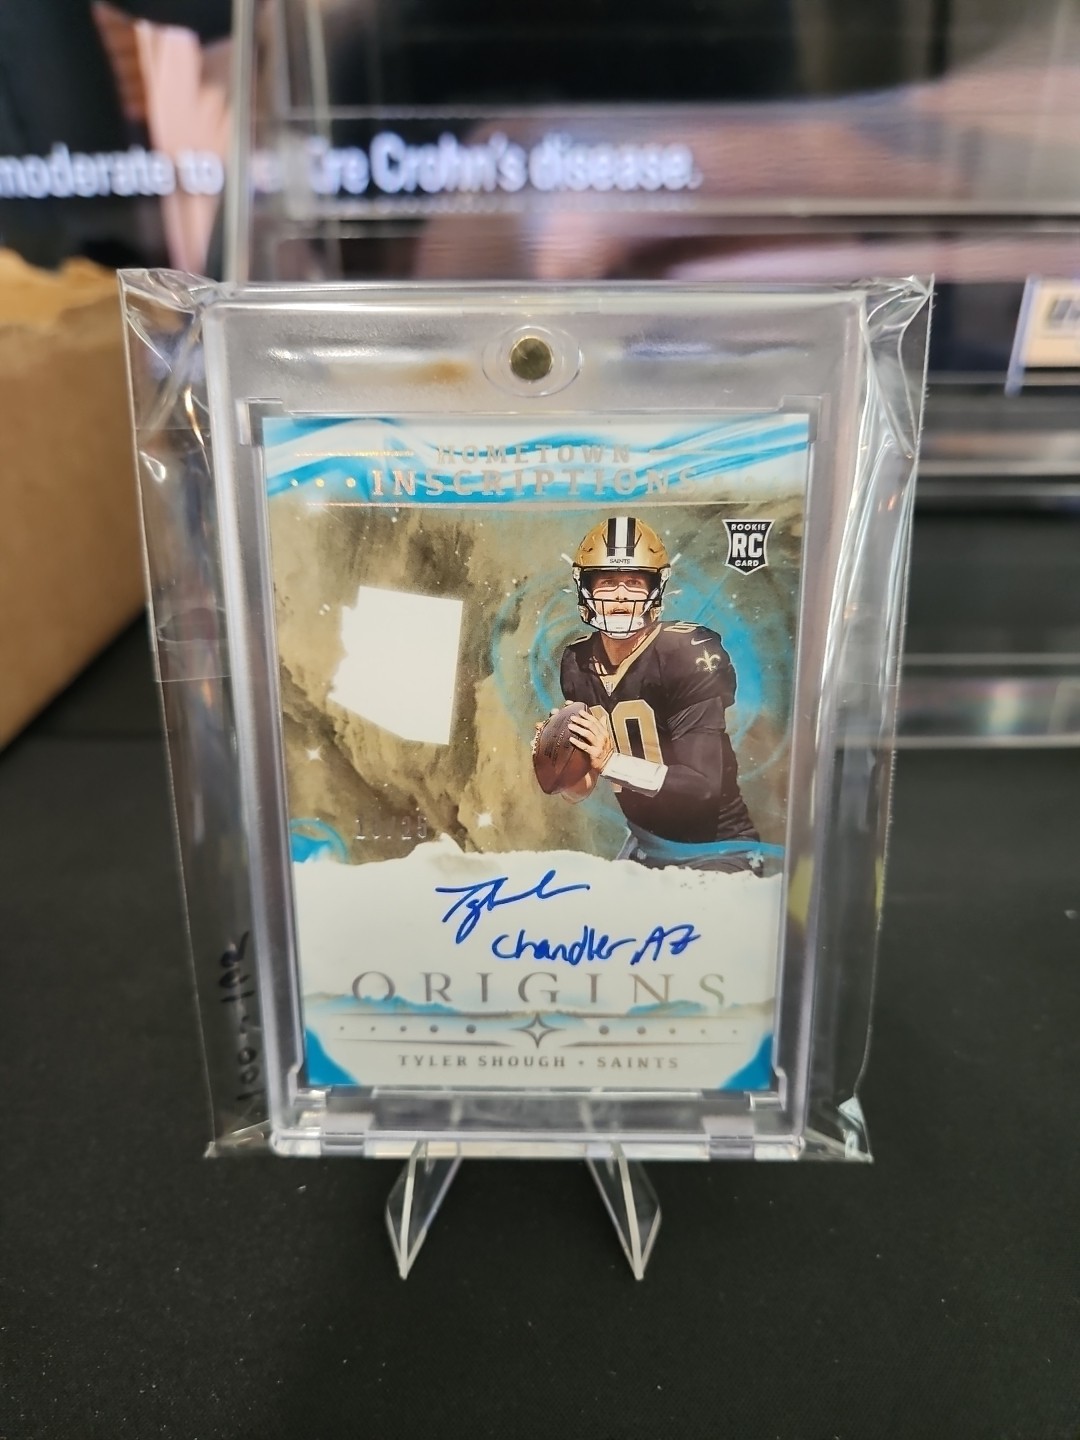 moderate to
Crohn's disease.
HOMETOWN
INSCRIPTIONS
ROOKIE
RC
CARD
SAINTS
Chandler, AZ
ORIGINS
TYLER SHOUGH • SAINTS